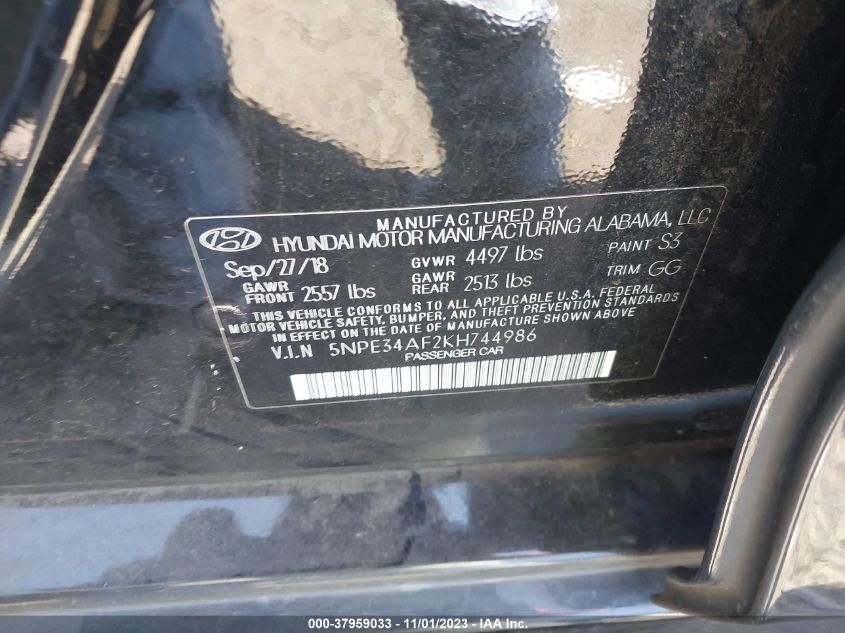 MANUFACTURED BY
HYUNDAI MOTOR MANUFACTURING ALABAMA, LLC
Sep/27/18 GVWR 4497 lbs PAINT S3
GAWR FRONT 2557 lbs GAWR REAR 2513 lbs TRIM GG
THIS VEHICLE CONFORMS TO ALL APPLICABLE U.S.A. FEDERAL
MOTOR VEHICLE SAFETY, BUMPER, AND THEFT PREVENTION STANDARDS
IN EFFECT ON THE DATE OF MANUFACTURE SHOWN ABOVE.
V.I.N 5NPE34AF2KH744986
PASSENGER CAR
000-37959033 - 11/01/2023 - 1110